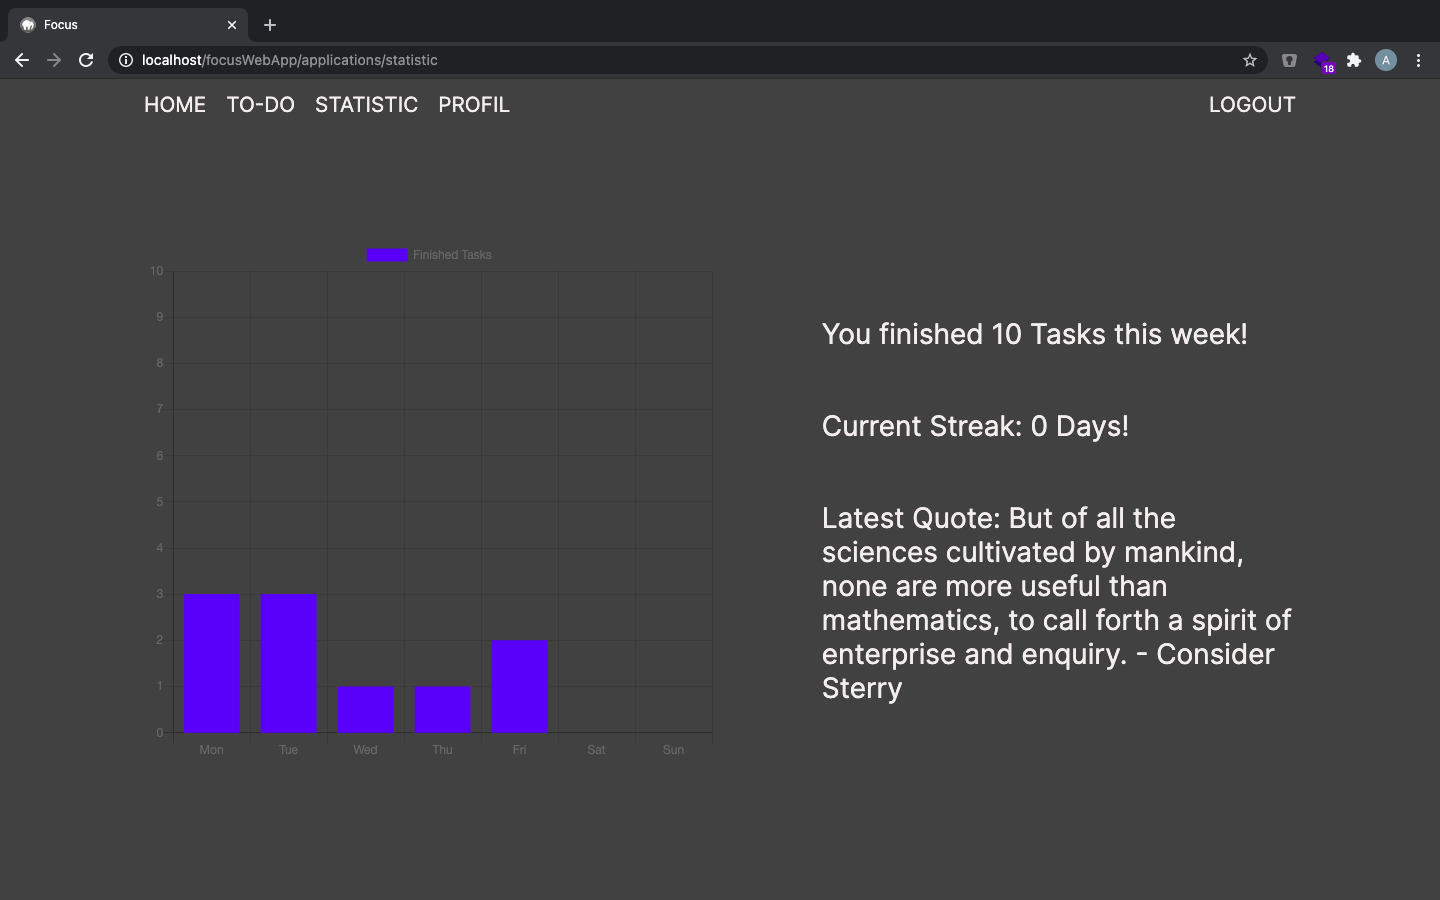 Focus
localhost/focusWebApp/applications/statistic
18
A
HOME TO-DO STATISTIC PROFIL LOGOUT
Finished Tasks
10
9
8
7
6
5
4
3
2
1
0
Mon Tue Wed Thu Fri Sat Sun
You finished 10 Tasks this week!
Current Streak: 0 Days!
Latest Quote: But of all the
sciences cultivated by mankind,
none are more useful than
mathematics, to call forth a spirit of
enterprise and enquiry. - Consider
Sterry